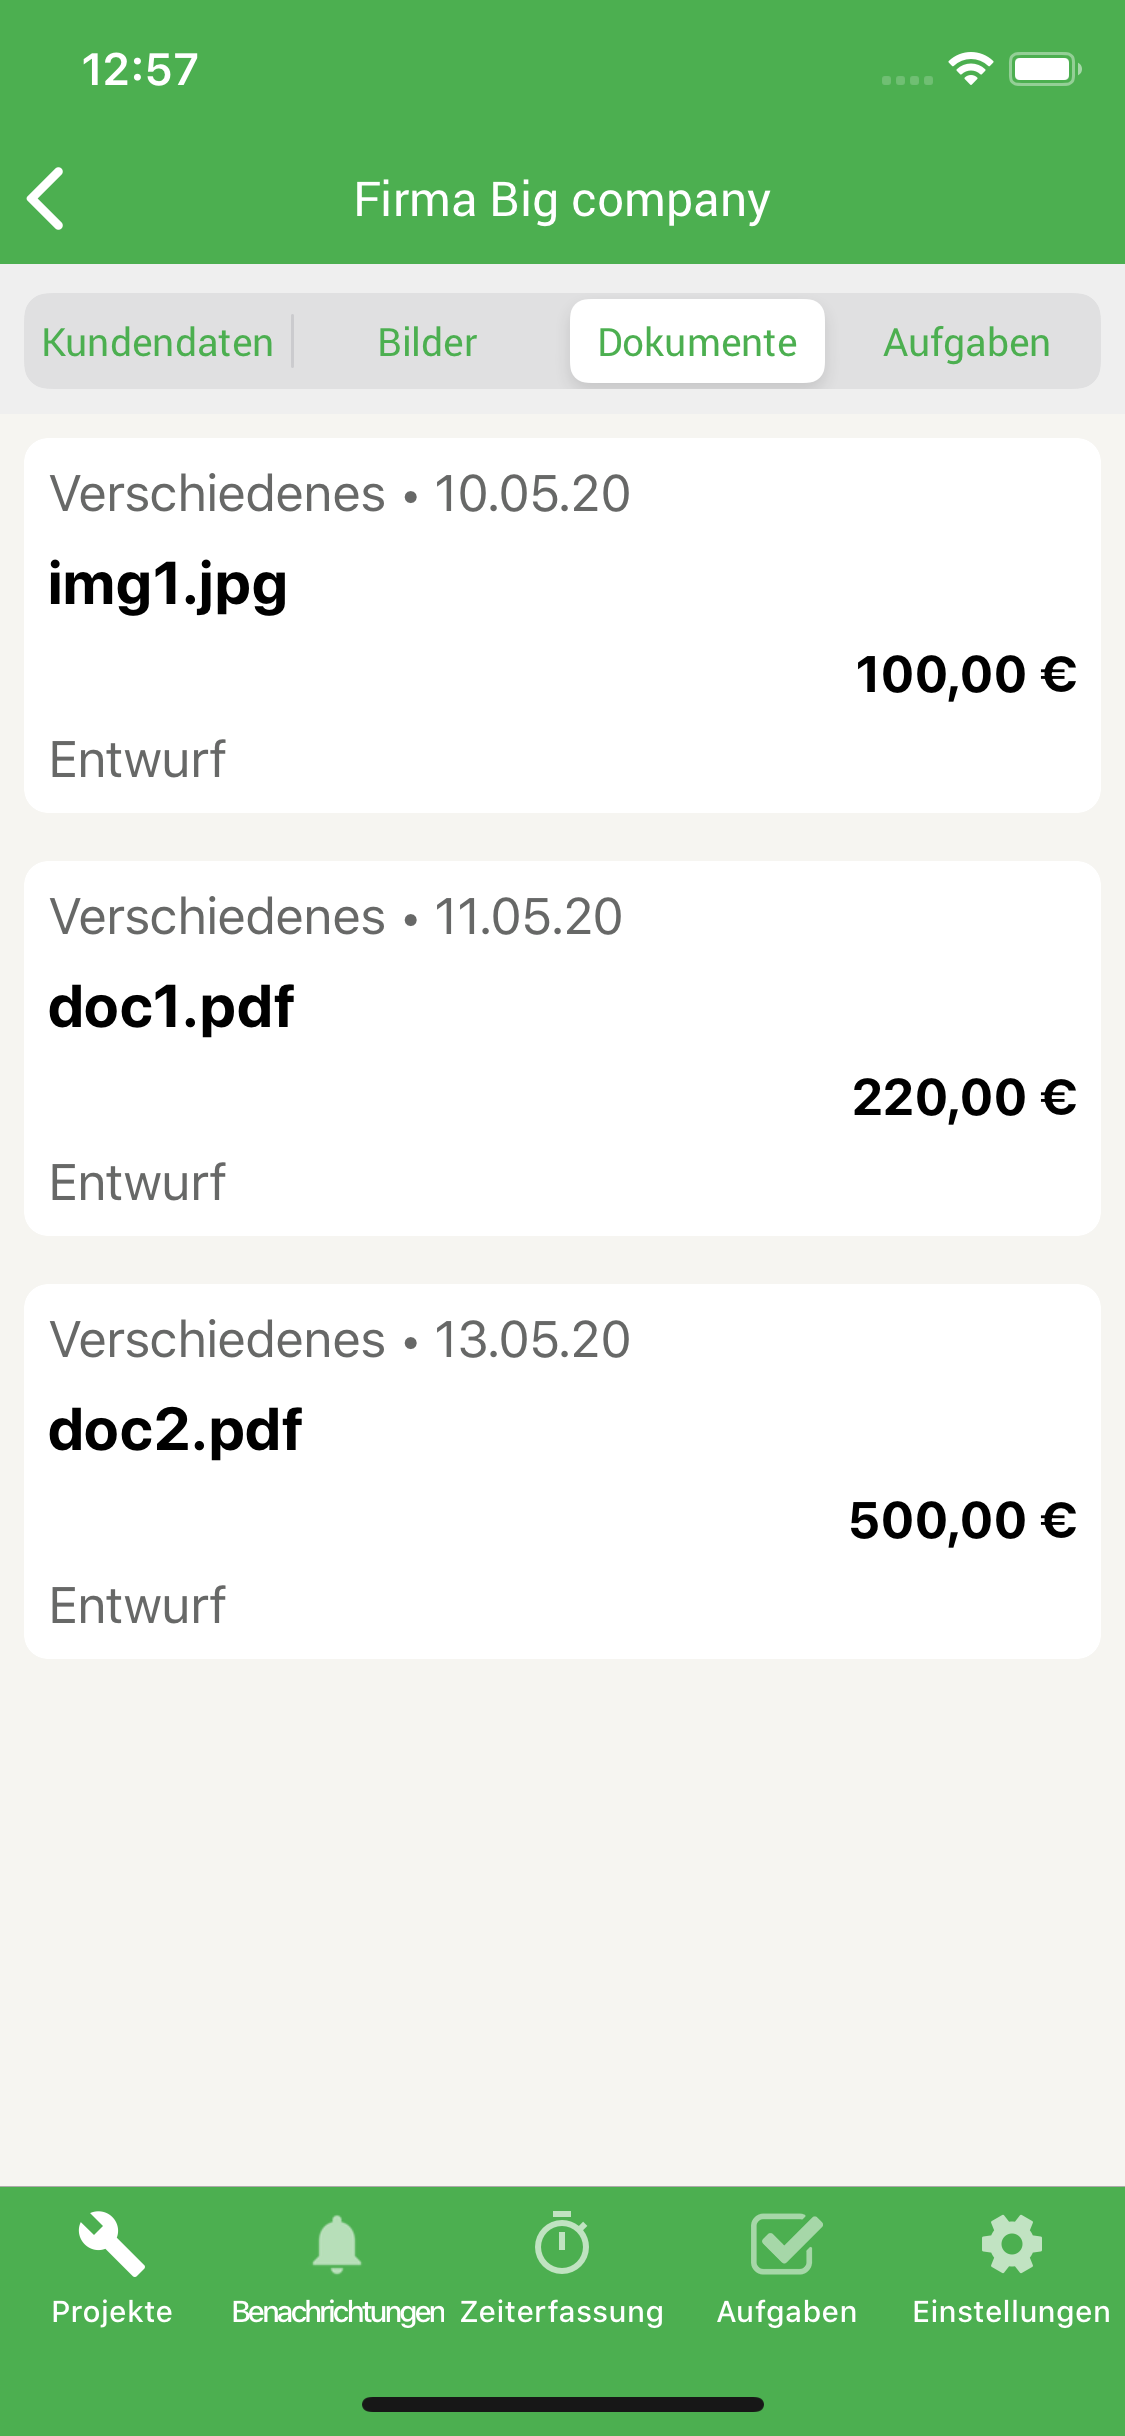 12:57
Firma Big company
Kundendaten Bilder Dokumente Aufgaben
Verschiedenes • 10.05.20
img1.jpg
100,00 €
Entwurf
Verschiedenes • 11.05.20
doc1.pdf
220,00 €
Entwurf
Verschiedenes • 13.05.20
doc2.pdf
500,00 €
Entwurf
Projekte Benachrichtungen Zeiterfassung Aufgaben Einstellungen